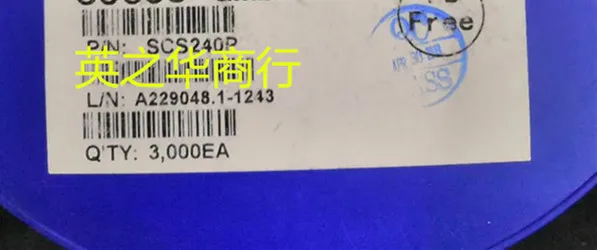 Free
P/N: SCS240P
英之华商行
L/N: A229048.1-1243
Q'TY: 3,000EA